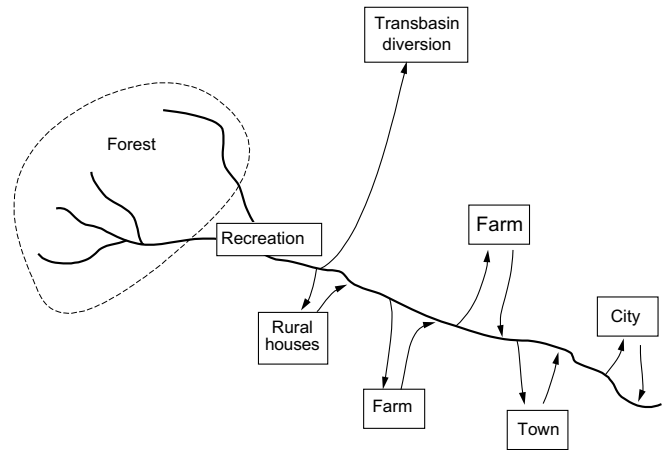 Transbasin
diversion
Forest
Recreation
Farm
Rural
houses
City
Farm
Town